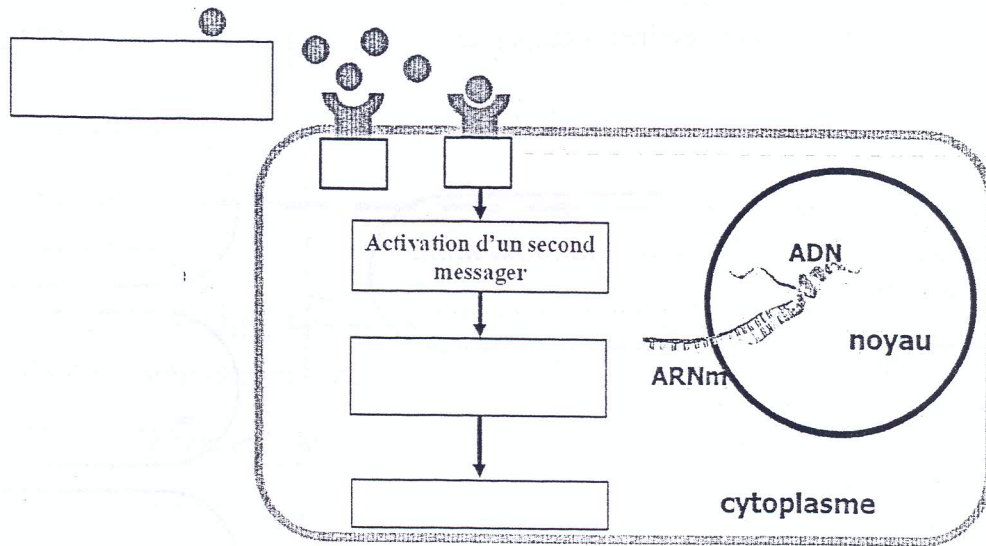 Activation d'un second
messager
ADN
noyau
ARNm
cytoplasme